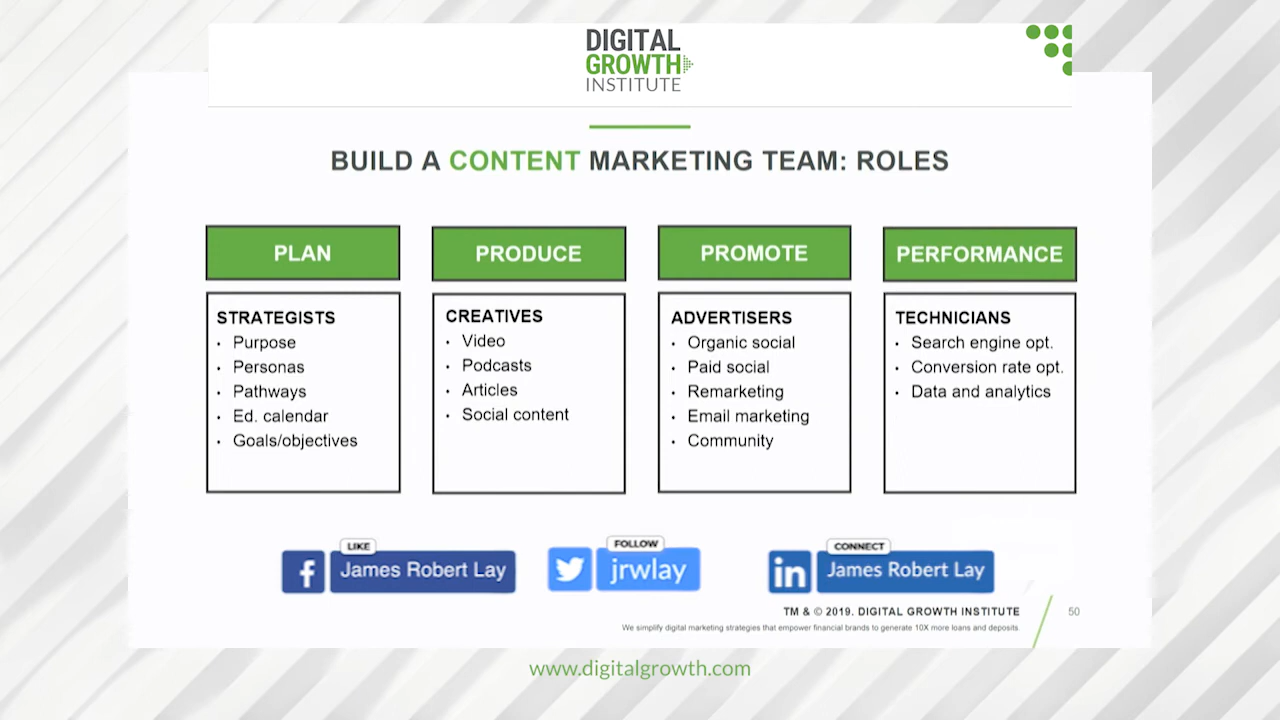 DIGITAL
GROWTH
INSTITUTE
BUILD A CONTENT MARKETING TEAM: ROLES
PLAN
STRATEGISTS
• Purpose
• Personas
• Pathways
• Ed. calendar
• Goals/objectives
PRODUCE
CREATIVES
• Video
• Podcasts
• Articles
• Social content
PROMOTE
ADVERTISERS
• Organic social
• Paid social
• Remarketing
• Email marketing
• Community
PERFORMANCE
TECHNICIANS
• Search engine opt.
• Conversion rate opt.
• Data and analytics
LIKE
f James Robert Lay
FOLLOW
jrwlay
CONNECT
in James Robert Lay
TM & © 2019. DIGITAL GROWTH INSTITUTE
50
We simplify digital marketing strategies that empower financial brands to generate 10X more loans and deposits.
www.digitalgrowth.com